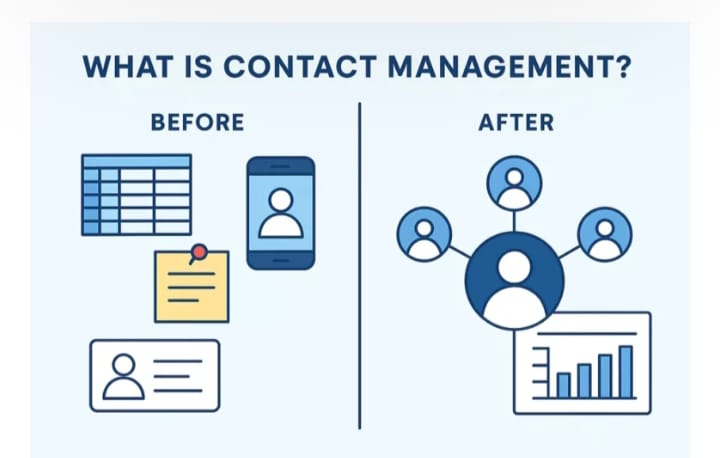 WHAT IS CONTACT MANAGEMENT?
BEFORE
AFTER